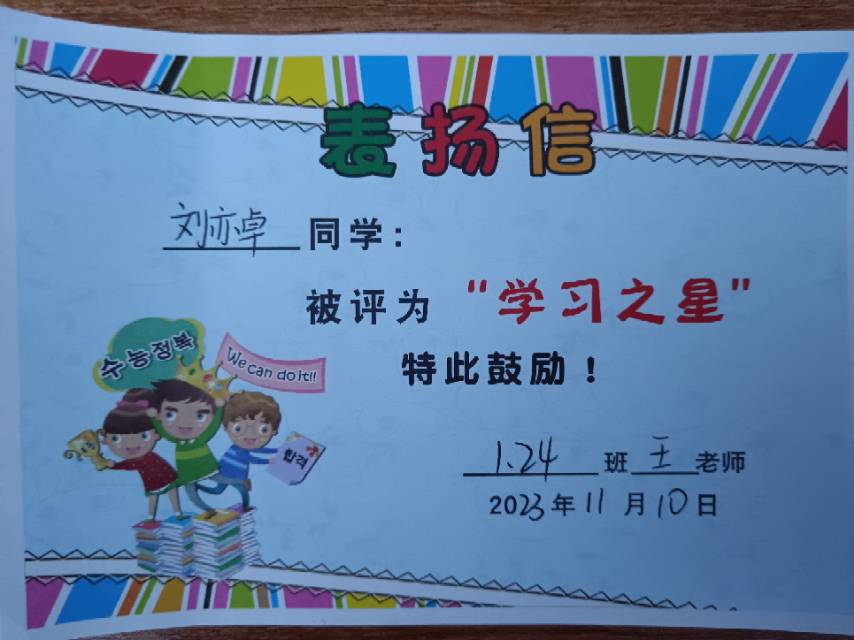 表扬信
刘亦卓同学：
被评为“学习之星”
特此鼓励！
수능정복
We can do it!!
합격
1.24班王老师
2023年11月10日